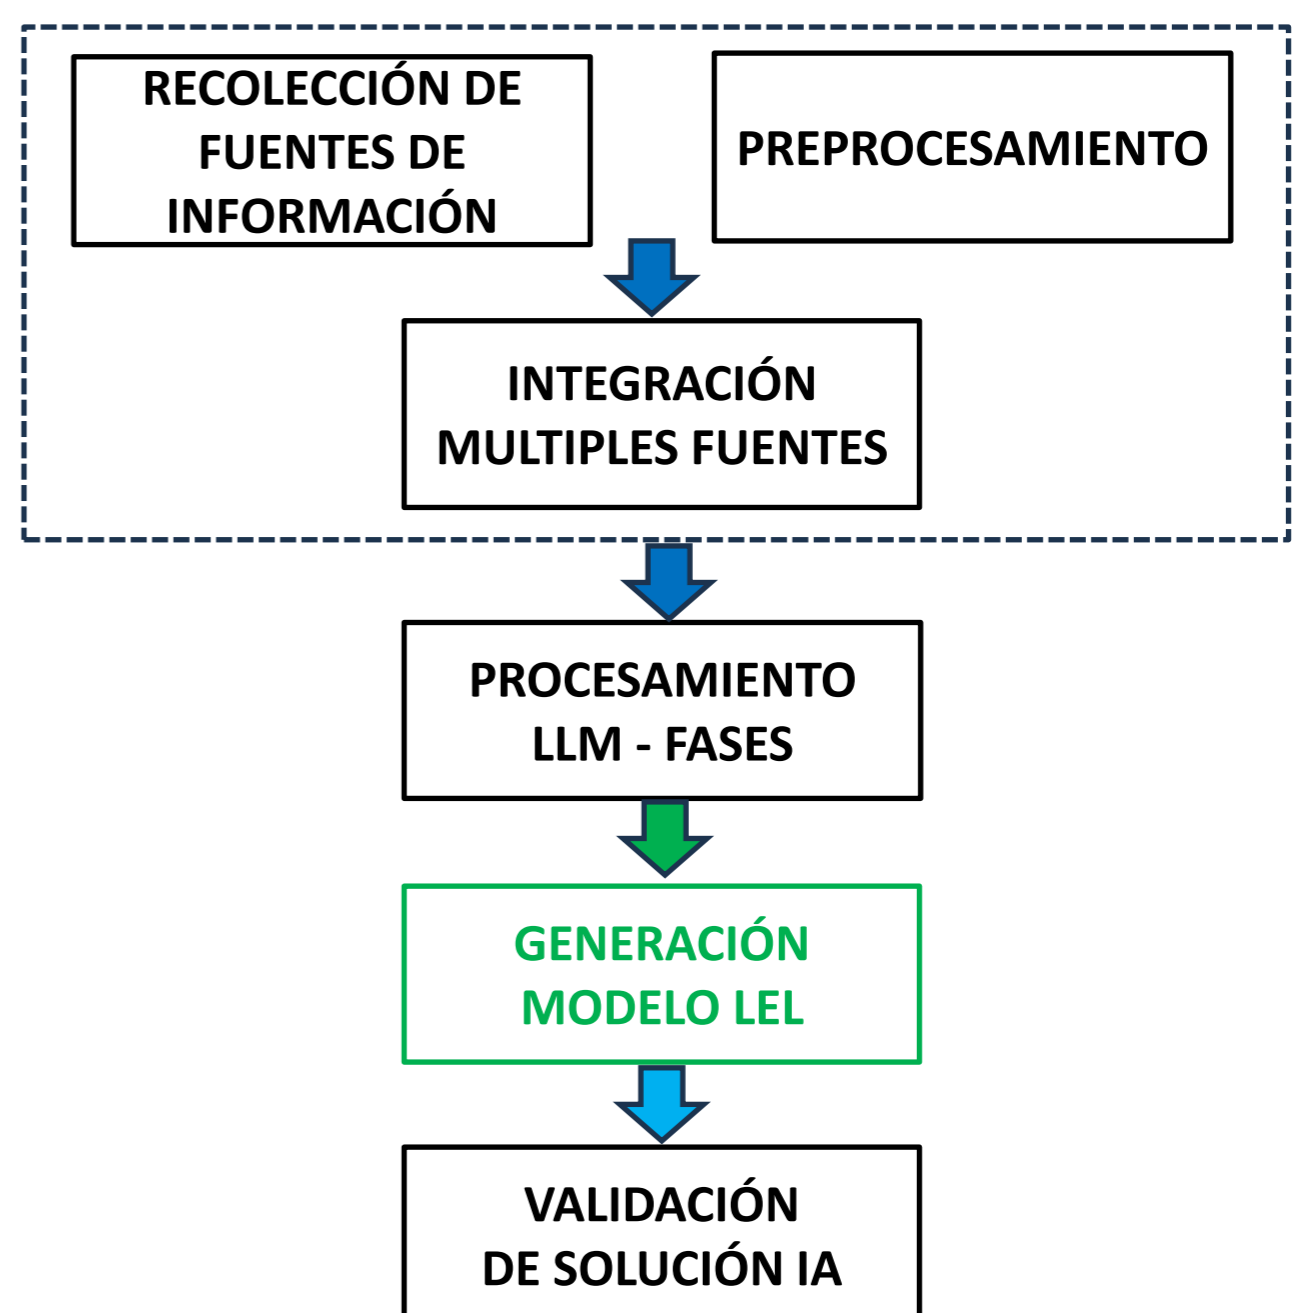 RECOLECCIÓN DE
FUENTES DE
INFORMACIÓN
PREPROCESAMIENTO
INTEGRACIÓN
MULTIPLES FUENTES
PROCESAMIENTO
LLM - FASES
GENERACIÓN
MODELO LEL
VALIDACIÓN
DE SOLUCIÓN IA